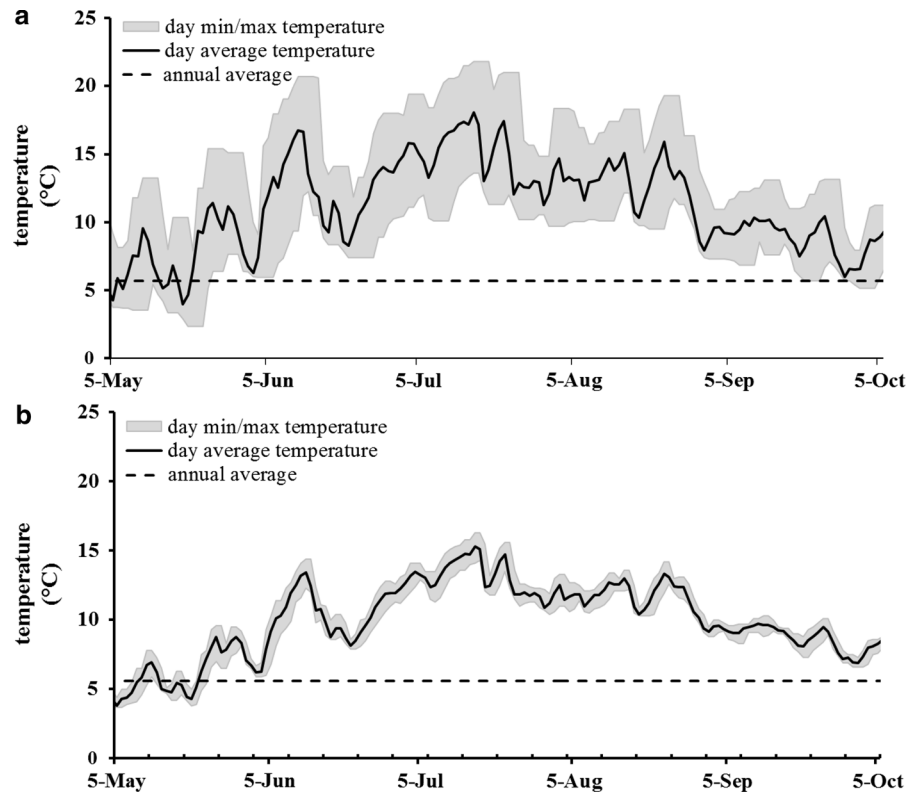 a
25
20
15
10
5
0
temperature
(°C)
day min/max temperature
day average temperature
annual average
5-May 5-Jun 5-Jul 5-Aug 5-Sep 5-Oct
b
25
20
15
10
5
0
temperature
(°C)
day min/max temperature
day average temperature
annual average
5-May 5-Jun 5-Jul 5-Aug 5-Sep 5-Oct